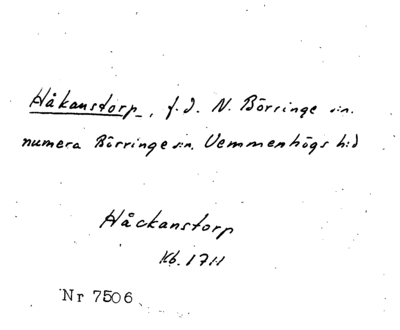 Håkanstorp, f.d. N. Börringe s:n.
numera Börringe s:n. Vemmenhögs h:d
Håckanstorp
Kb. 1711
Nr 7506